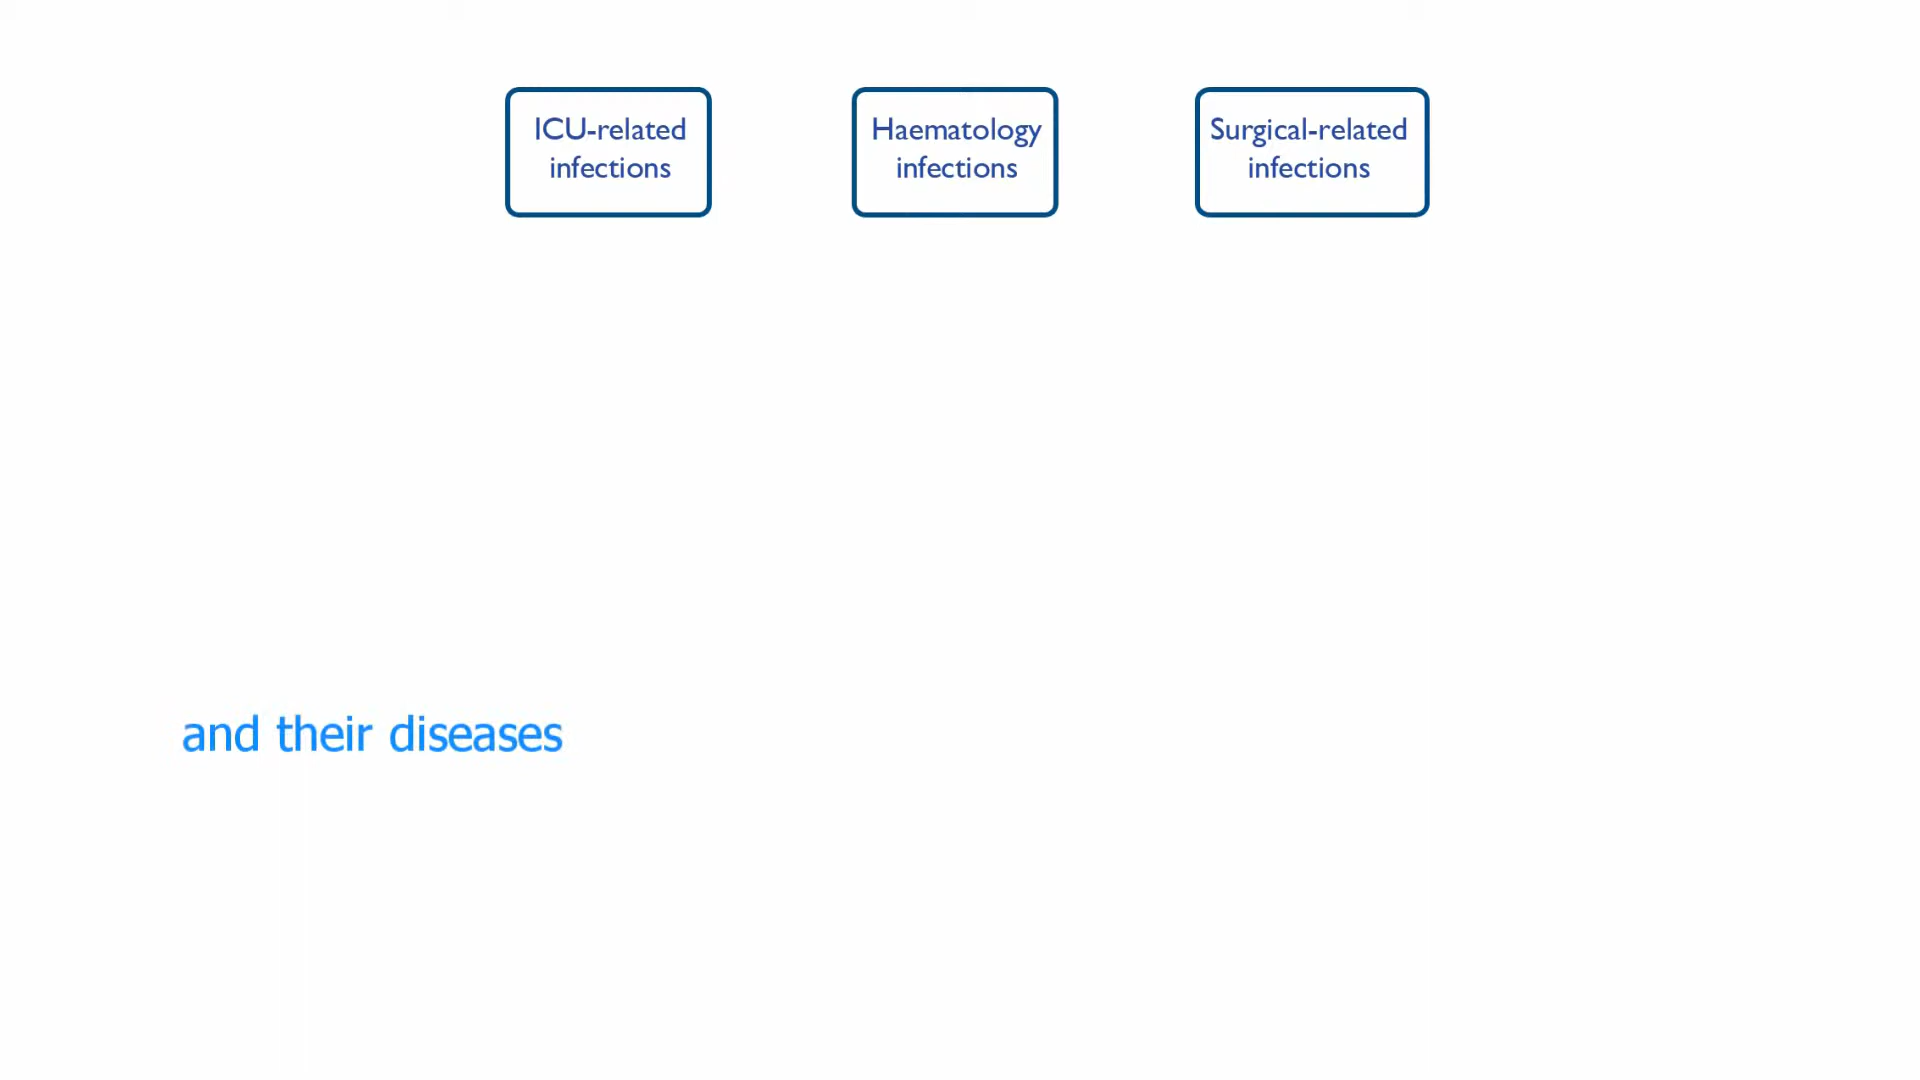 ICU-related
infections
Haematology
infections
Surgical-related
infections
and their diseases